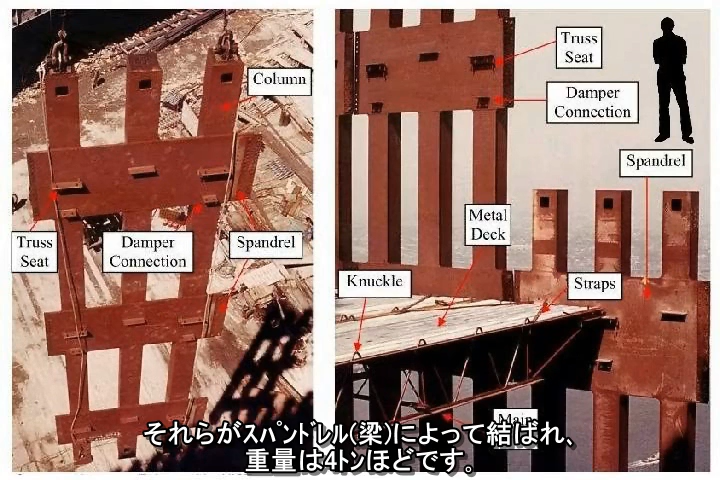 Column
Truss
Seat
Damper
Connection
Spandrel
Truss
Seat
Damper
Connection
Spandrel
Metal
Deck
Knuckle
Straps
Main
それらがｽﾊﾟﾝﾄﾞﾚﾙ(梁)によって結ばれ、
重量は4ﾄﾝほどです。